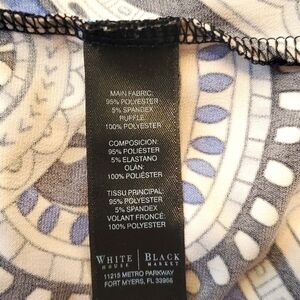 MAIN FABRIC:
95% POLYESTER
5% SPANDEX
RUFFLE:
100% POLYESTER
COMPOSICION:
95% POLIÉSTER
5% ELASTANO
OLÁN:
100% POLIÉSTER
TISSU PRINCIPAL:
95% POLYESTER
5% SPANDEX
VOLANT FRONCÉ:
100% POLYESTER
WHITE | BLACK
HOUSE | MARKET
11215 METRO PARKWAY
FORT MYERS, FL 33966